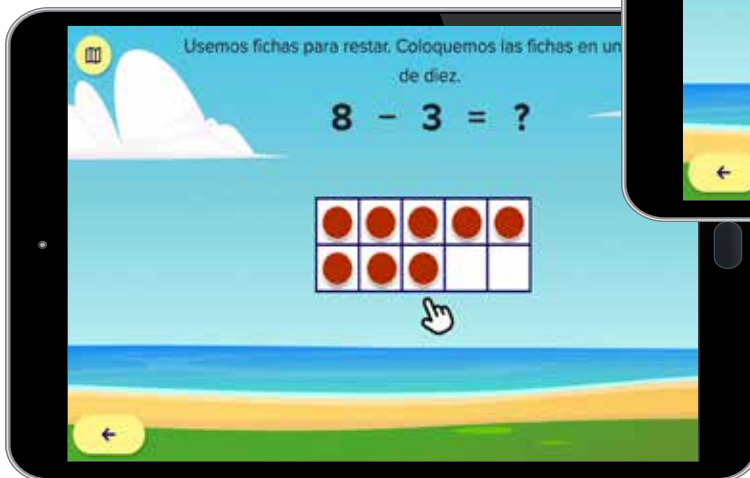 Usemos fichas para restar. Coloquemos las fichas en un
de diez.
8 - 3 = ?